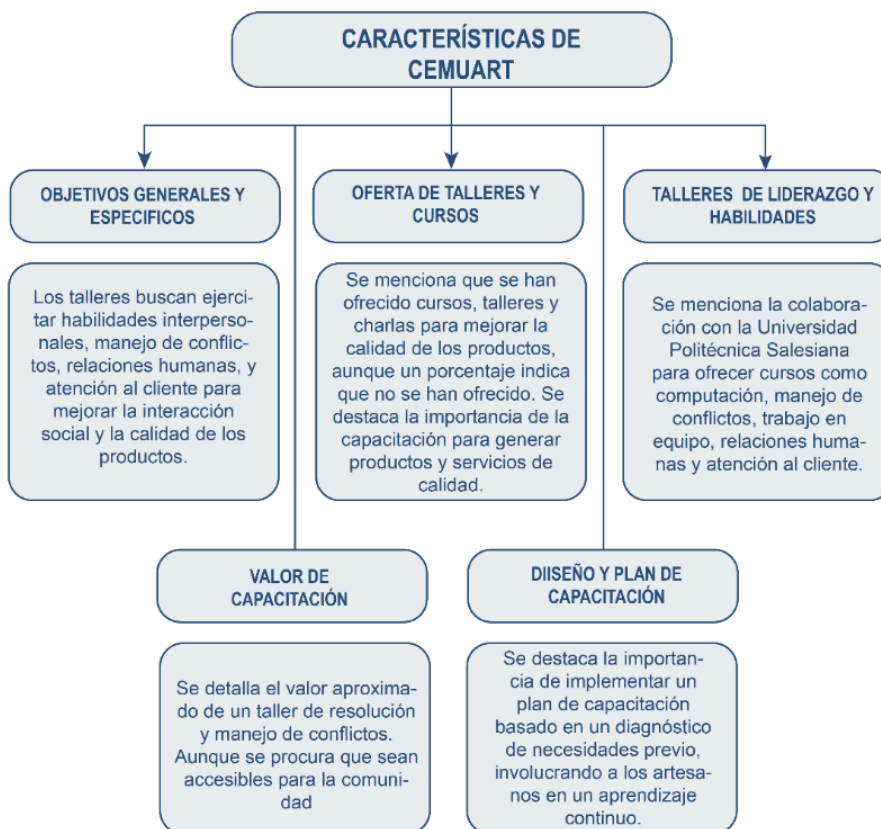 CARACTERÍSTICAS DE
CEMUART
OBJETIVOS GENERALES Y
ESPECIFICOS
OFERTA DE TALLERES Y
CURSOS
TALLERES DE LIDERAZGO Y
HABILIDADES
Los talleres buscan ejerci-
tar habilidades interperso-
nales, manejo de conflic-
tos, relaciones humanas, y
atención al cliente para
mejorar la interacción
social y la calidad de los
productos.
Se menciona que se han
ofrecido cursos, talleres y
charlas para mejorar la
calidad de los productos,
aunque un porcentaje indica
que no se han ofrecido. Se
destaca la importancia de la
capacitación para generar
productos y servicios de
calidad.
Se menciona la colabora-
ción con la Universidad
Politécnica Salesiana
para ofrecer cursos como
computación, manejo de
conflictos, trabajo en
equipo, relaciones huma-
nas y atención al cliente.
VALOR DE
CAPACITACIÓN
DIISEÑO Y PLAN DE
CAPACITACIÓN
Se detalla el valor aproxima-
do de un taller de resolución
y manejo de conflictos.
Aunque se procura que sean
accesibles para la comuni-
dad
Se destaca la importan-
cia de implementar un
plan de capacitación
basado en un diagnóstico
de necesidades previo,
involucrando a los artesa-
nos en un aprendizaje
continuo.